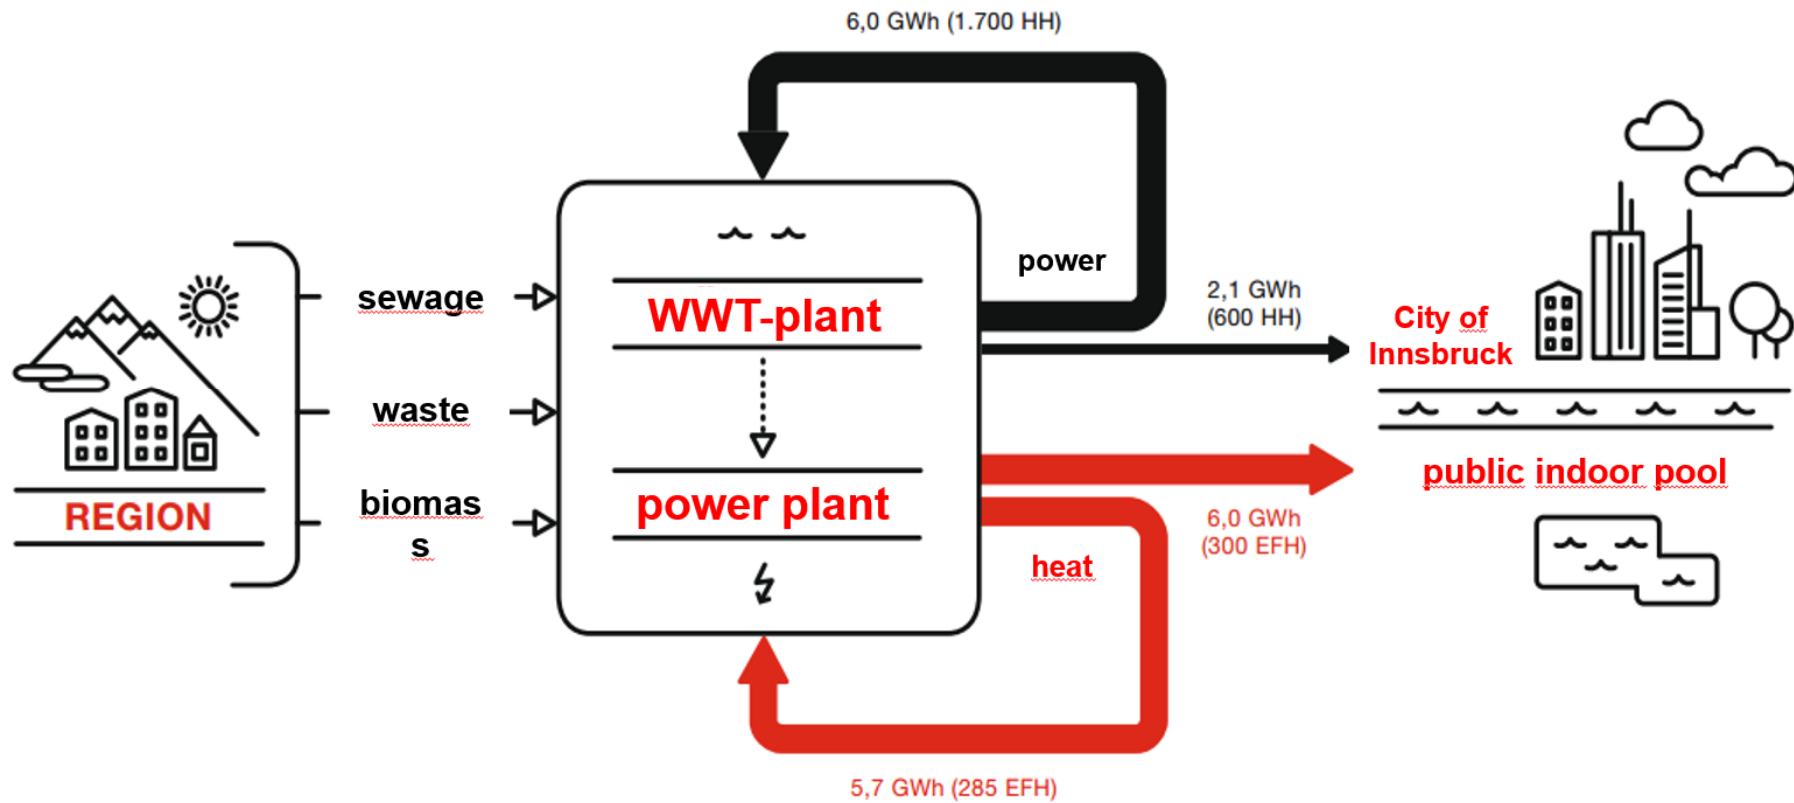 6,0 GWh (1.700 HH)
power
2,1 GWh
(600 HH)
sewage
WWT-plant
City of
Innsbruck
waste
biomas
s
power plant
public indoor pool
REGION
6,0 GWh
(300 EFH)
heat
5,7 GWh (285 EFH)